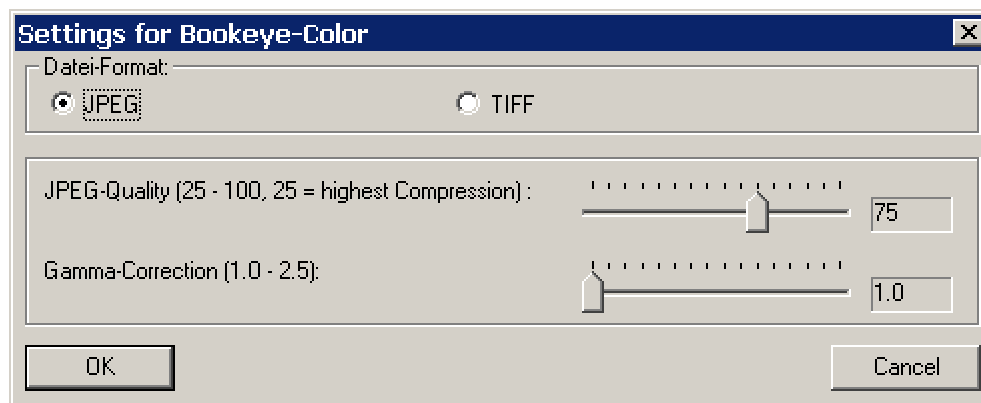 Settings for Bookeye-Color
Datei-Format:
JPEG TIFF
JPEG-Quality (25 - 100, 25 = highest Compression) : 75
Gamma-Correction (1.0 - 2.5): 1.0
OK Cancel